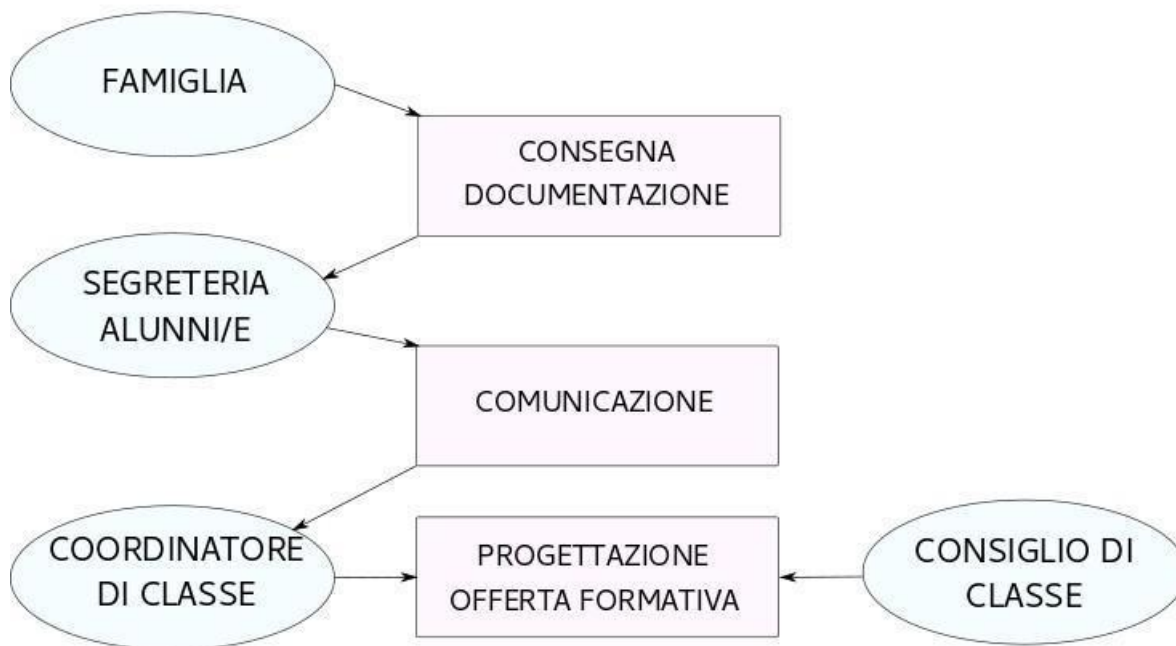 FAMIGLIA
CONSEGNA
DOCUMENTAZIONE
SEGRETERIA
ALUNNI/E
COMUNICAZIONE
COORDINATORE
DI CLASSE
PROGETTAZIONE
OFFERTA FORMATIVA
CONSIGLIO DI
CLASSE